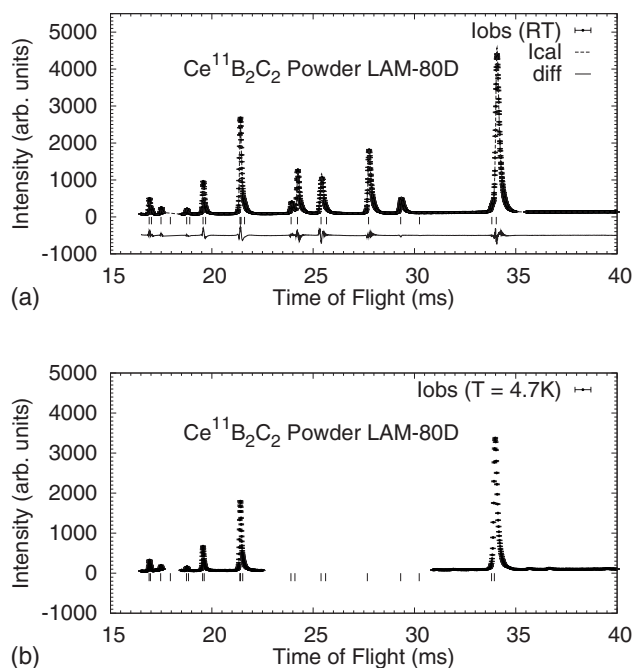 5000
Iobs (RT)
Ical
diff
4000
Ce¹¹B₂C₂ Powder LAM-80D
3000
2000
1000
0
-1000
Intensity (arb. units)
15 20 25 30 35 40
(a) Time of Flight (ms)
5000
Iobs (T = 4.7K)
4000
Ce¹¹B₂C₂ Powder LAM-80D
3000
2000
1000
0
-1000
Intensity (arb. units)
15 20 25 30 35 40
(b) Time of Flight (ms)